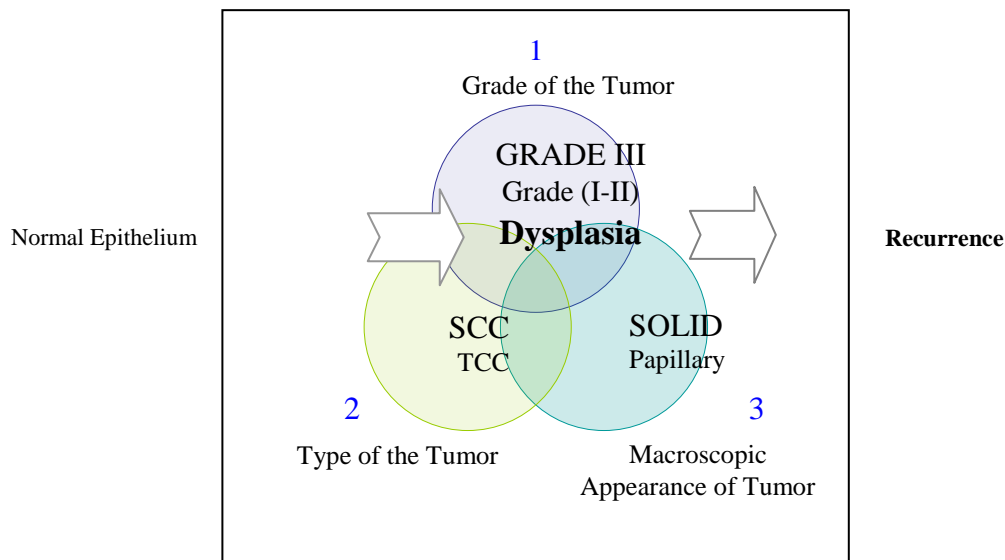 1
Grade of the Tumor
GRADE III
Grade (I-II)
Dysplasia
Normal Epithelium
Recurrence
SCC
TCC
SOLID
Papillary
2
Type of the Tumor
3
Macroscopic
Appearance of Tumor